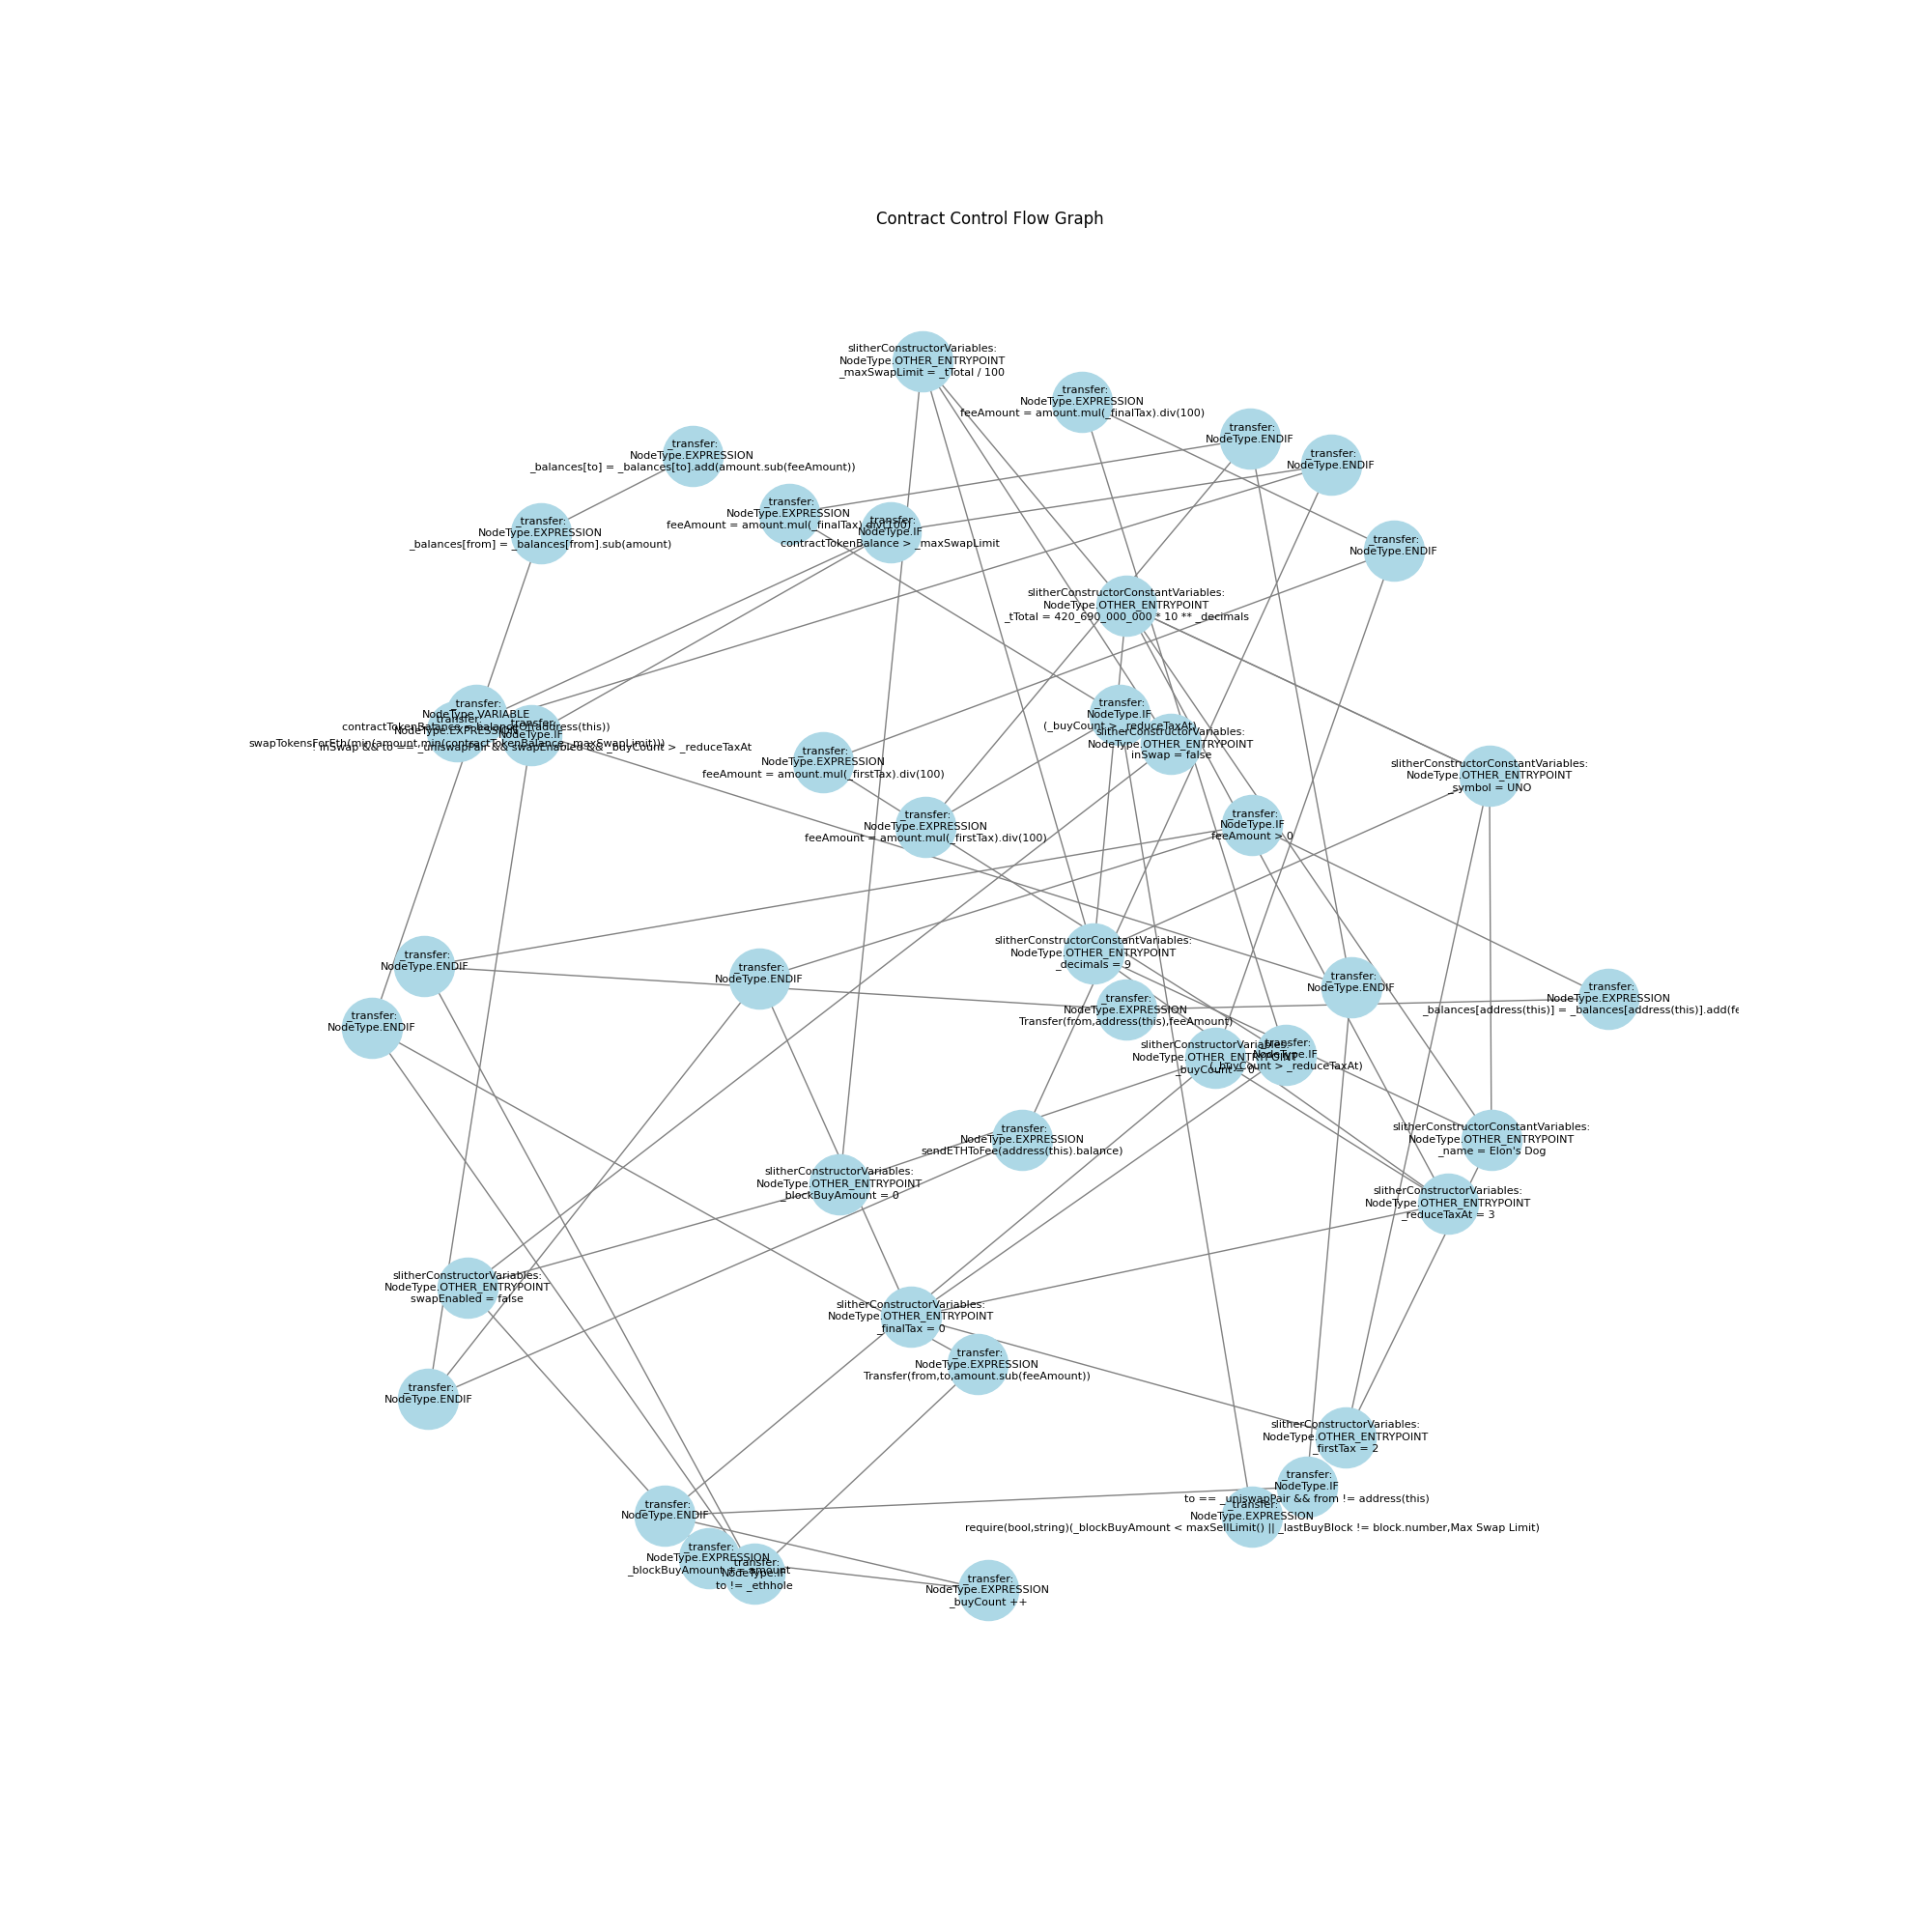 Contract Control Flow Graph
slitherConstructorVariables:
NodeType.OTHER_ENTRYPOINT
_maxSwapLimit = _tTotal / 100
_transfer:
NodeType.EXPRESSION
feeAmount = amount.mul(_finalTax).div(100)
_transfer:
NodeType.ENDIF
_transfer:
NodeType.ENDIF
_transfer:
NodeType.EXPRESSION
_balances[to] = _balances[to].add(amount.sub(feeAmount))
_transfer:
NodeType.EXPRESSION
feeAmount = amount.mul(_finalTax).div(100)
_transfer:
NodeType.IF
contractTokenBalance > _maxSwapLimit
_transfer:
NodeType.EXPRESSION
_balances[from] = _balances[from].sub(amount)
_transfer:
NodeType.ENDIF
slitherConstructorConstantVariables:
NodeType.OTHER_ENTRYPOINT
_tTotal = 420_690_000_000 * 10 ** _decimals
_transfer:
NodeType.VARIABLE
contractTokenBalance = balanceOf(address(this))
_transfer:
NodeType.EXPRESSION
swapTokensForEth(min(amount,min(contractTokenBalance,_maxSwapLimit)))
_transfer:
NodeType.IF
! inSwap && to == _uniswapPair && swapEnabled && _buyCount > _reduceTaxAt
_transfer:
NodeType.IF
(_buyCount > _reduceTaxAt)
slitherConstructorVariables:
NodeType.OTHER_ENTRYPOINT
inSwap = false
_transfer:
NodeType.EXPRESSION
feeAmount = amount.mul(_firstTax).div(100)
slitherConstructorConstantVariables:
NodeType.OTHER_ENTRYPOINT
_symbol = UNO
_transfer:
NodeType.EXPRESSION
feeAmount = amount.mul(_firstTax).div(100)
_transfer:
NodeType.IF
feeAmount > 0
slitherConstructorConstantVariables:
NodeType.OTHER_ENTRYPOINT
_decimals = 9
_transfer:
NodeType.ENDIF
_transfer:
NodeType.ENDIF
_transfer:
NodeType.ENDIF
_transfer:
NodeType.EXPRESSION
_balances[address(this)] = _balances[address(this)].add(fe
_transfer:
NodeType.EXPRESSION
Transfer(from,address(this),feeAmount)
_transfer:
NodeType.ENDIF
slitherConstructorVariables:
NodeType.OTHER_ENTRYPOINT
_buyCount = 0
_transfer:
NodeType.IF
(_buyCount > _reduceTaxAt)
_transfer:
NodeType.EXPRESSION
sendETHToFee(address(this).balance)
slitherConstructorConstantVariables:
NodeType.OTHER_ENTRYPOINT
_name = Elon's Dog
slitherConstructorVariables:
NodeType.OTHER_ENTRYPOINT
_blockBuyAmount = 0
slitherConstructorVariables:
NodeType.OTHER_ENTRYPOINT
_reduceTaxAt = 3
slitherConstructorVariables:
NodeType.OTHER_ENTRYPOINT
swapEnabled = false
slitherConstructorVariables:
NodeType.OTHER_ENTRYPOINT
_finalTax = 0
_transfer:
NodeType.EXPRESSION
Transfer(from,to,amount.sub(feeAmount))
_transfer:
NodeType.ENDIF
slitherConstructorVariables:
NodeType.OTHER_ENTRYPOINT
_firstTax = 2
_transfer:
NodeType.IF
to == _uniswapPair && from != address(this)
_transfer:
NodeType.EXPRESSION
require(bool,string)(_blockBuyAmount < maxSellLimit() || _lastBuyBlock != block.number,Max Swap Limit)
_transfer:
NodeType.ENDIF
_transfer:
NodeType.EXPRESSION
_blockBuyAmount += amount
_transfer:
NodeType.IF
to != _ethhole
_transfer:
NodeType.EXPRESSION
_buyCount ++